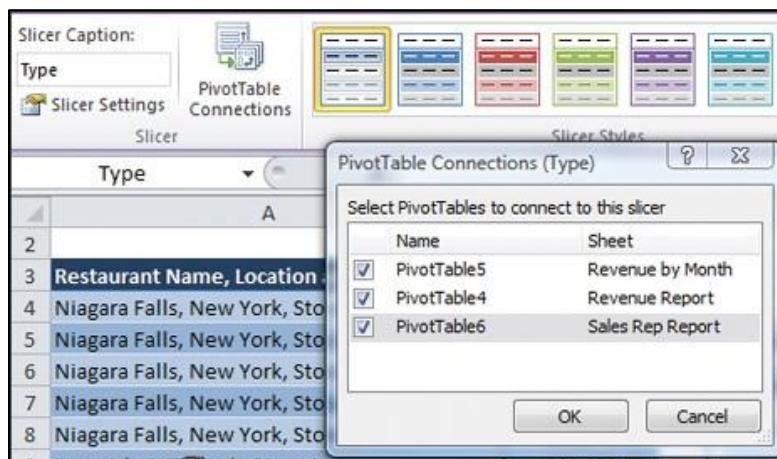 Slicer Caption:
Type
Slicer Settings
PivotTable
Connections
Slicer
Slicer Styles
Type
PivotTable Connections (Type)
?
Select PivotTables to connect to this slicer
Name Sheet
PivotTable5 Revenue by Month
PivotTable4 Revenue Report
PivotTable6 Sales Rep Report
OK Cancel
A
2
3 Restaurant Name, Location
4 Niagara Falls, New York, Sto
5 Niagara Falls, New York, Sto
6 Niagara Falls, New York, Sto
7 Niagara Falls, New York, Sto
8 Niagara Falls, New York, Sto